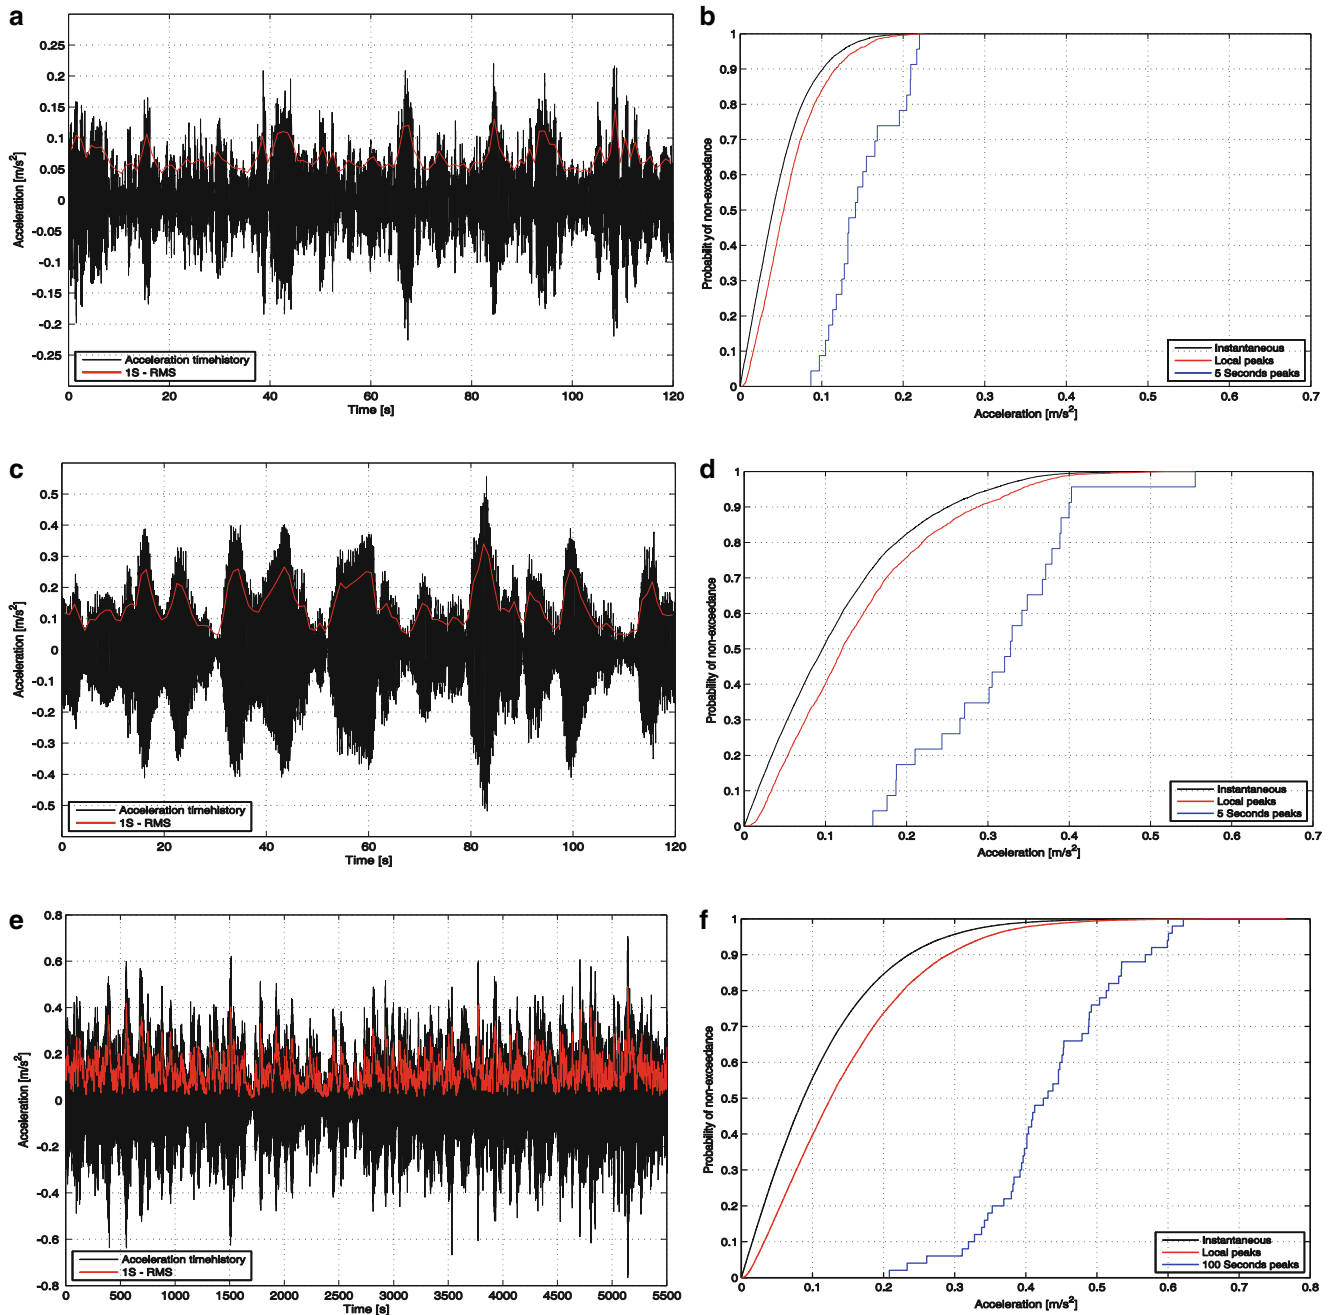 a
Acceleration [m/s²]
0.25
0.2
0.15
0.1
0.05
0
-0.05
-0.1
-0.15
-0.2
-0.25
Acceleration timehistory
1S - RMS
0 20 40 60 80 100 120
Time [s]
b
Probability of non-exceedance
1
0.9
0.8
0.7
0.6
0.5
0.4
0.3
0.2
0.1
0
Instantaneous
Local peaks
5 Seconds peaks
0 0.1 0.2 0.3 0.4 0.5 0.6 0.7
Acceleration [m/s²]
c
Acceleration [m/s²]
0.5
0.4
0.3
0.2
0.1
0
-0.1
-0.2
-0.3
-0.4
-0.5
Acceleration timehistory
1S - RMS
0 20 40 60 80 100 120
Time [s]
d
Probability of non-exceedance
1
0.9
0.8
0.7
0.6
0.5
0.4
0.3
0.2
0.1
0
Instantaneous
Local peaks
5 Seconds peaks
0 0.1 0.2 0.3 0.4 0.5 0.6 0.7
Acceleration [m/s²]
e
Acceleration [m/s²]
0.8
0.6
0.4
0.2
0
-0.2
-0.4
-0.6
-0.8
Acceleration timehistory
1S - RMS
0 500 1000 1500 2000 2500 3000 3500 4000 4500 5000 5500
Time [s]
f
Probability of non-exceedance
1
0.9
0.8
0.7
0.6
0.5
0.4
0.3
0.2
0.1
0
Instantaneous
Local peaks
100 Seconds peaks
0 0.1 0.2 0.3 0.4 0.5 0.6 0.7 0.8
Acceleration [m/s²]